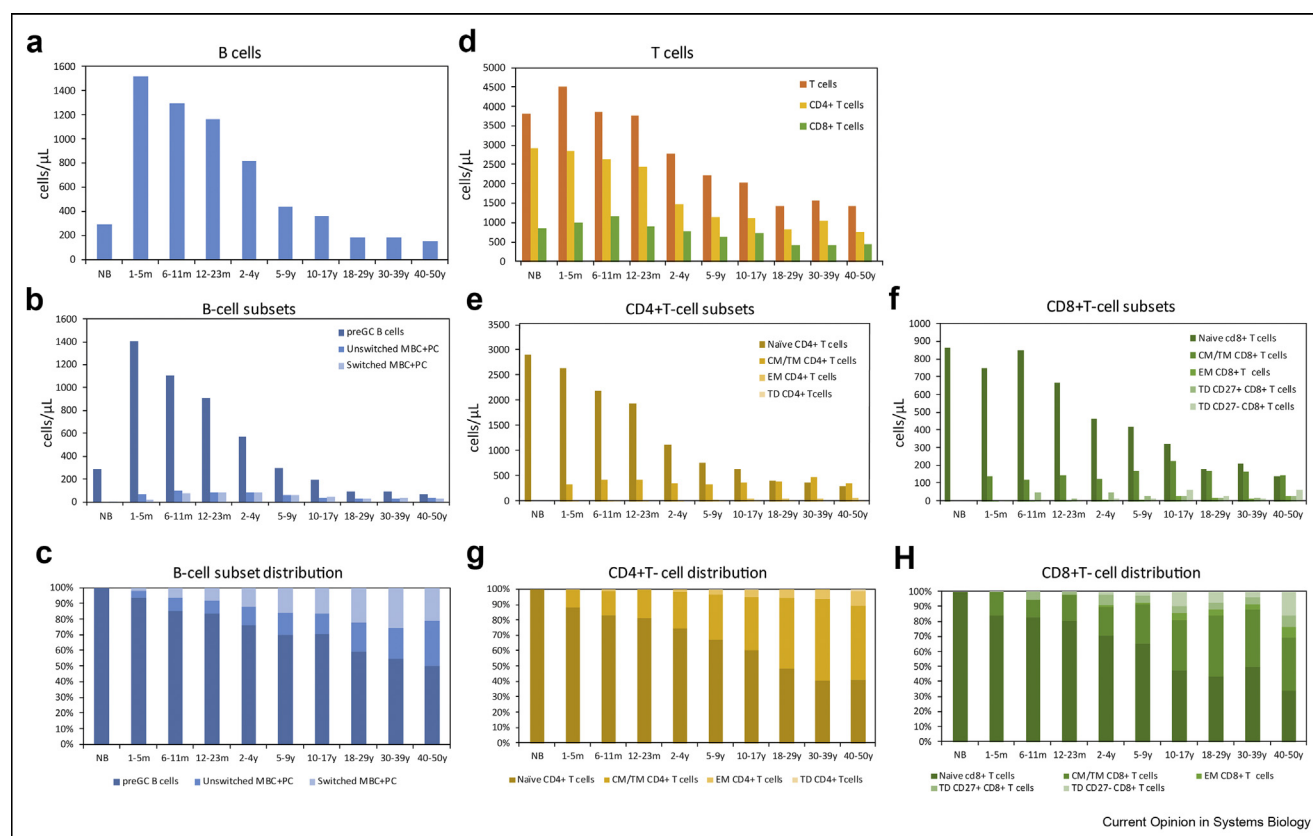 a
B cells
1600
1400
1200
1000
800
600
400
200
0
cells/µL
NB 1-5m 6-11m 12-23m 2-4y 5-9y 10-17y 18-29y 30-39y 40-50y
d
T cells
5000
4500
4000
3500
3000
2500
2000
1500
1000
500
0
cells/µL
T cells
CD4+ T cells
CD8+ T cells
NB 1-5m 6-11m 12-23m 2-4y 5-9y 10-17y 18-29y 30-39y 40-50y
b
B-cell subsets
1600
1400
1200
1000
800
600
400
200
0
cells/µL
preGC B cells
Unswitched MBC+PC
Switched MBC+PC
NB 1-5m 6-11m 12-23m 2-4y 5-9y 10-17y 18-29y 30-39y 40-50y
e
CD4+T-cell subsets
3500
3000
2500
2000
1500
1000
500
0
cells/µL
Naïve CD4+ T cells
CM/TM CD4+ T cells
EM CD4+ T cells
TD CD4+ Tcells
NB 1-5m 6-11m 12-23m 2-4y 5-9y 10-17y 18-29y 30-39y 40-50y
f
CD8+T-cell subsets
1000
900
800
700
600
500
400
300
200
100
0
Naive cd8+ T cells
CM/TM CD8+ T cells
EM CD8+ T cells
TD CD27+ CD8+ T cells
TD CD27- CD8+ T cells
NB 1-5m 6-11m 12-23m 2-4y 5-9y 10-17y 18-29y 30-39y 40-50y
c
B-cell subset distribution
100%
90%
80%
70%
60%
50%
40%
30%
20%
10%
0%
NB 1-5m 6-11m 12-23m 2-4y 5-9y 10-17y 18-29y 30-39y 40-50y
preGC B cells Unswitched MBC+PC Switched MBC+PC
g
CD4+T- cell distribution
100%
90%
80%
70%
60%
50%
40%
30%
20%
10%
0%
NB 1-5m 6-11m 12-23m 2-4y 5-9y 10-17y 18-29y 30-39y 40-50y
Naïve CD4+ T cells CM/TM CD4+ T cells EM CD4+ T cells TD CD4+ Tcells
H
CD8+T- cell distribution
100%
90%
80%
70%
60%
50%
40%
30%
20%
10%
0%
NB 1-5m 6-11m 12-23m 2-4y 5-9y 10-17y 18-29y 30-39y 40-50y
Naive cd8+ T cells CM/TM CD8+ T cells EM CD8+ T cells
TD CD27+ CD8+ T cells TD CD27- CD8+ T cells
Current Opinion in Systems Biology